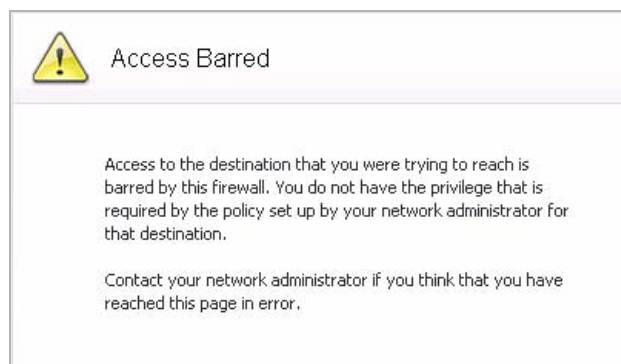 Access Barred
Access to the destination that you were trying to reach is
barred by this firewall. You do not have the privilege that is
required by the policy set up by your network administrator for
that destination.
Contact your network administrator if you think that you have
reached this page in error.